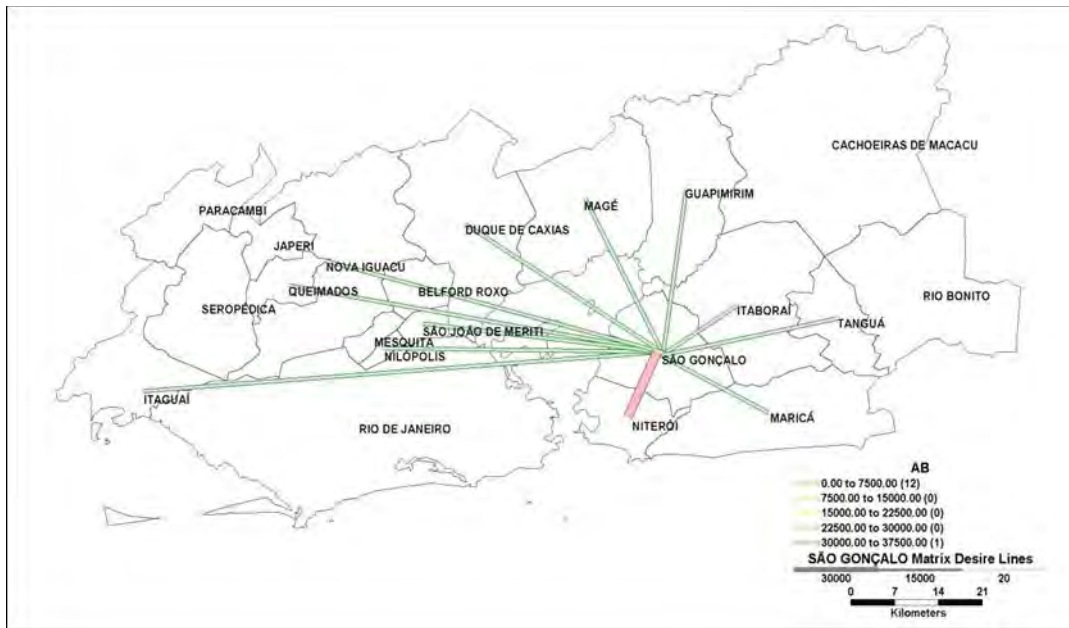 CACHOEIRAS DE MACACU
GUAPIMIRIM
MAGÉ
PARACAMBI
DUQUE DE CAXIAS
JAPERI
NOVA IGUACU
QUEIMADOS
BELFORD ROXO
RIO BONITO
SEROPÉDICA
ITABORAÍ
TANGUÁ
SÃO JOÃO DE MERITI
MESQUITA
NILÓPOLIS
SÃO GONÇALO
ITAGUAÍ
MARICÁ
NITERÓI
RIO DE JANEIRO
AB
0.00 to 7500.00 (12)
7500.00 to 15000.00 (0)
15000.00 to 22500.00 (0)
22500.00 to 30000.00 (0)
30000.00 to 37500.00 (1)
SÃO GONÇALO Matrix Desire Lines
30000 15000 20
0 7 14 21
Kilometers